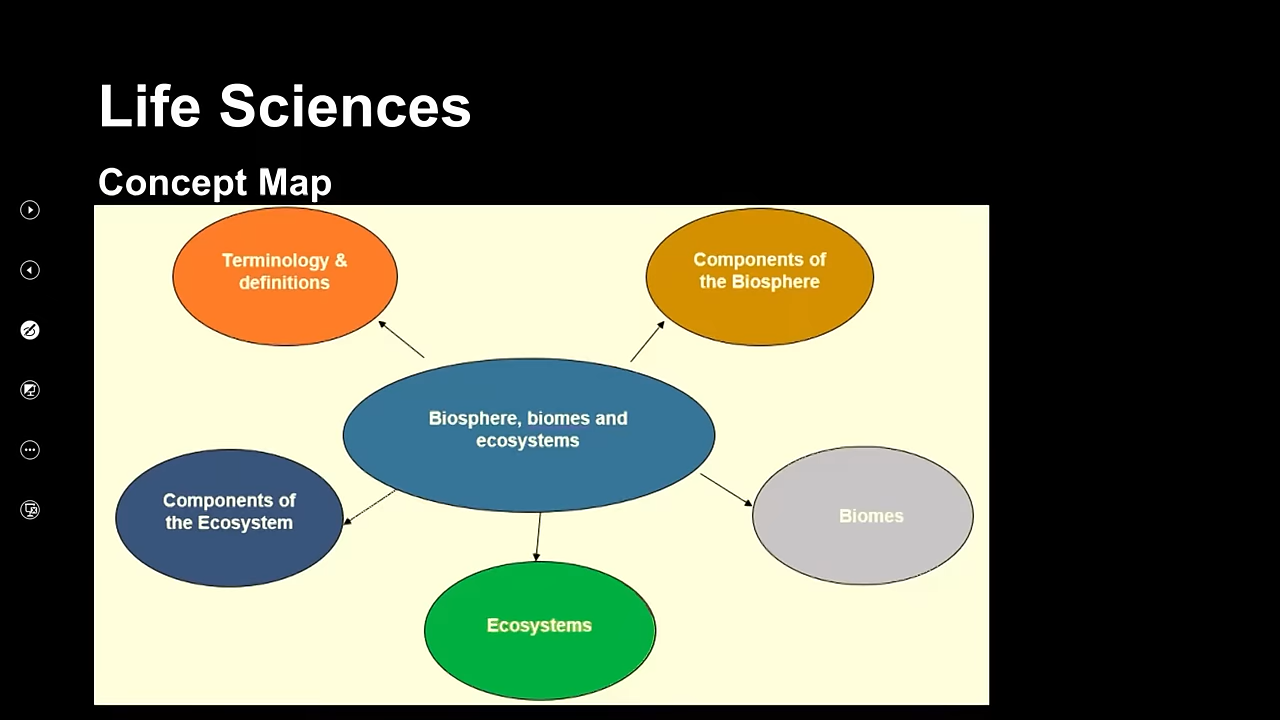 Life Sciences
Concept Map
Terminology &
definitions
Components of
the Biosphere
Biosphere, biomes and
ecosystems
Components of
the Ecosystem
Biomes
Ecosystems